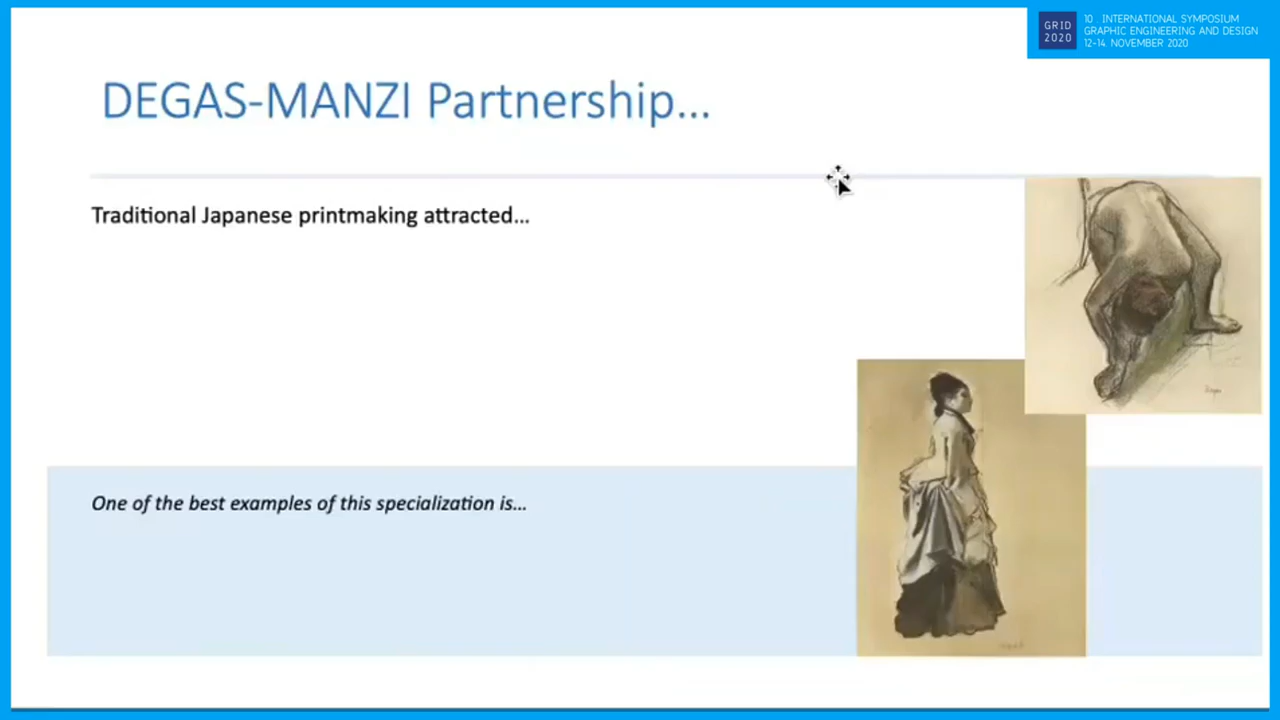 GRID
2020
10 . INTERNATIONAL SYMPOSIUM
GRAPHIC ENGINEERING AND DESIGN
12-14. NOVEMBER 2020
DEGAS-MANZI Partnership...
Traditional Japanese printmaking attracted...
One of the best examples of this specialization is...